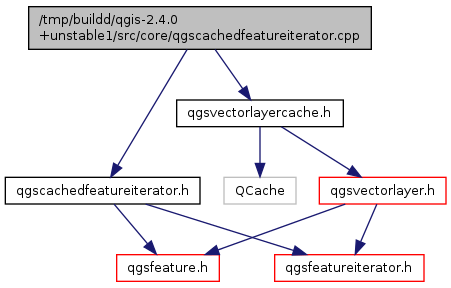 /tmp/buildd/qgis-2.4.0
+unstable1/src/core/qgscachedfeatureiterator.cpp
qgsvectorlayercache.h
qgscachedfeatureiterator.h
QCache
qgsvectorlayer.h
qgsfeature.h
qgsfeatureiterator.h